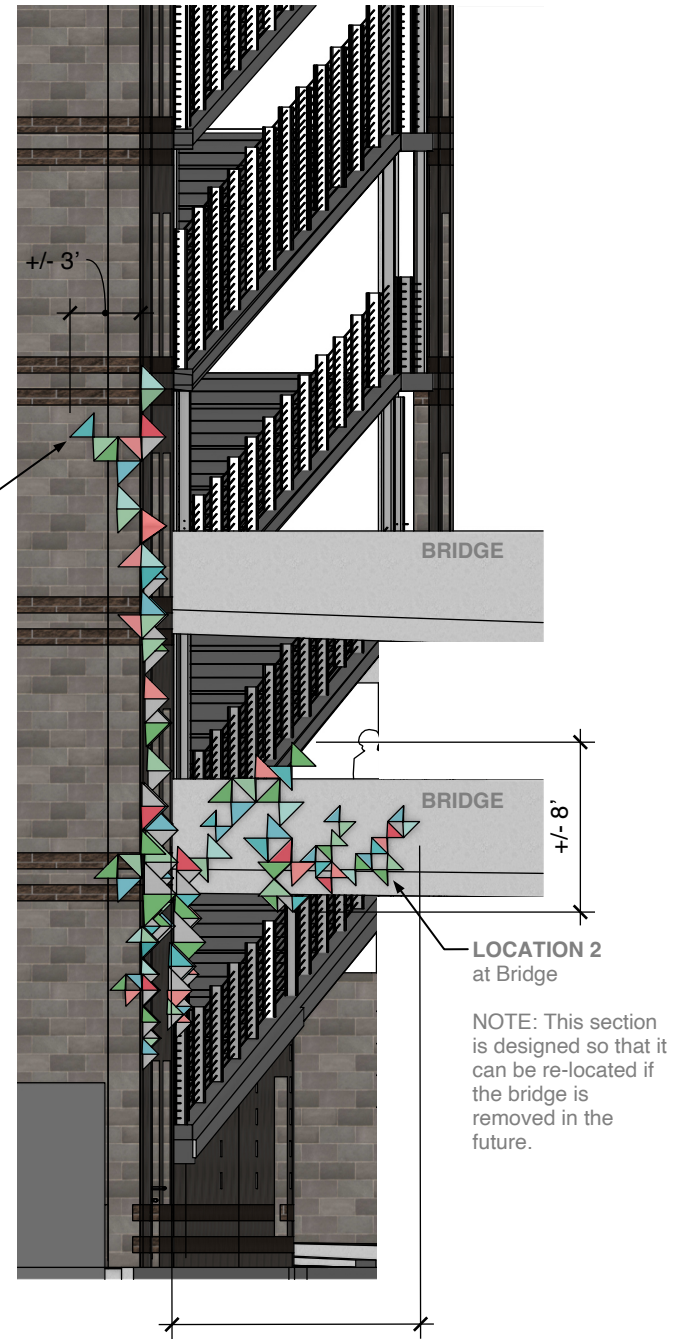 +/- 3’
BRIDGE
BRIDGE
+/- 8’
LOCATION 2
at Bridge
NOTE: This section
is designed so that it
can be re-located if
the bridge is
removed in the
future.